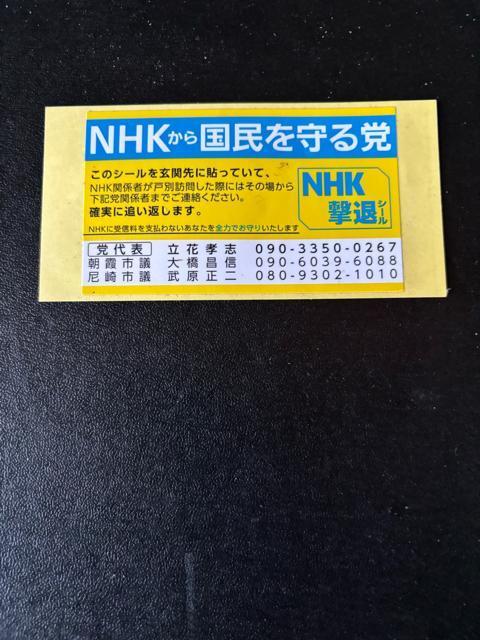 NHKから国民を守る党
このシールを玄関先に貼っていて、
NHK関係者が戸別訪問した際にはその場から
下記党関係者までご連絡ください。
確実に追い返します。
NHKに受信料を支払わないあなたを全力でお守りいたします
NHK
撃退シール
党代表 立花孝志 090-3350-0267
朝霞市議 大橋昌信 090-6039-6088
尼崎市議 武原正二 080-9302-1010